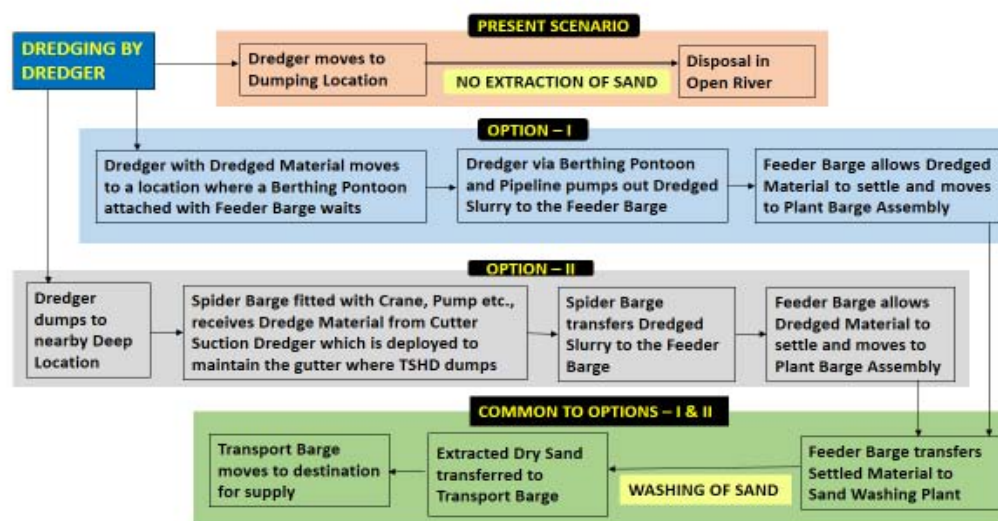 PRESENT SCENARIO
DREDGING BY
DREDGER
Dredger moves to
Dumping Location
NO EXTRACTION OF SAND
Disposal in
Open River
OPTION – I
Dredger with Dredged Material moves
to a location where a Berthing Pontoon
attached with Feeder Barge waits
Dredger via Berthing Pontoon
and Pipeline pumps out Dredged
Slurry to the Feeder Barge
Feeder Barge allows Dredged
Material to settle and moves
to Plant Barge Assembly
OPTION – II
Dredger
dumps to
nearby Deep
Location
Spider Barge fitted with Crane, Pump etc.,
receives Dredge Material from Cutter
Suction Dredger which is deployed to
maintain the gutter where TSHD dumps
Spider Barge
transfers Dredged
Slurry to the Feeder
Barge
Feeder Barge allows
Dredged Material to
settle and moves to
Plant Barge Assembly
COMMON TO OPTIONS – I & II
Transport Barge
moves to destination
for supply
Extracted Dry Sand
transferred to
Transport Barge
WASHING OF SAND
Feeder Barge transfers
Settled Material to
Sand Washing Plant